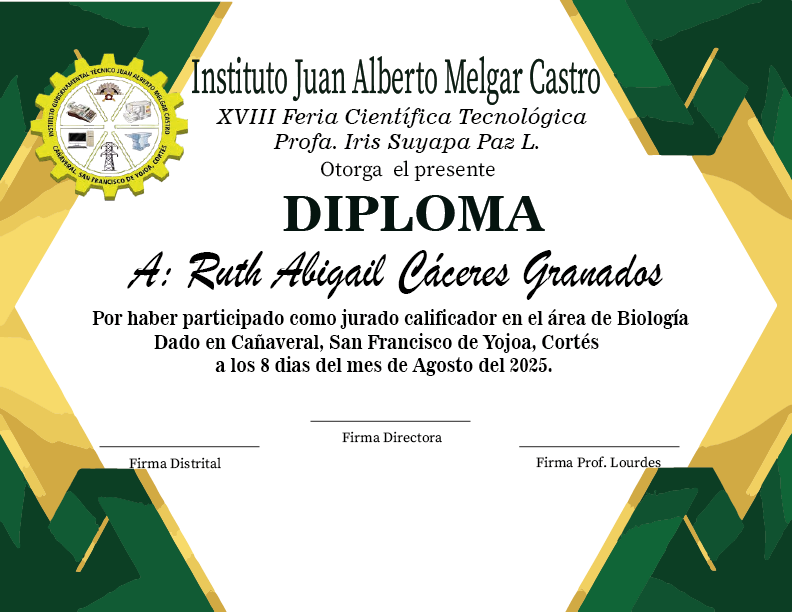 INSTITUTO GUBERNAMENTAL TÉCNICO JUAN ALBERTO MELGAR CASTRO
CAÑAVERAL, SAN FRANCISCO DE YOJOA, CORTÉS
Instituto Juan Alberto Melgar Castro
XVIII Feria Científica Tecnológica
Profa. Iris Suyapa Paz L.
Otorga el presente
DIPLOMA
A: Ruth Abigail Cáceres Granados
Por haber participado como jurado calificador en el área de Biología
Dado en Cañaveral, San Francisco de Yojoa, Cortés
a los 8 dias del mes de Agosto del 2025.
Firma Directora
Firma Distrital
Firma Prof. Lourdes